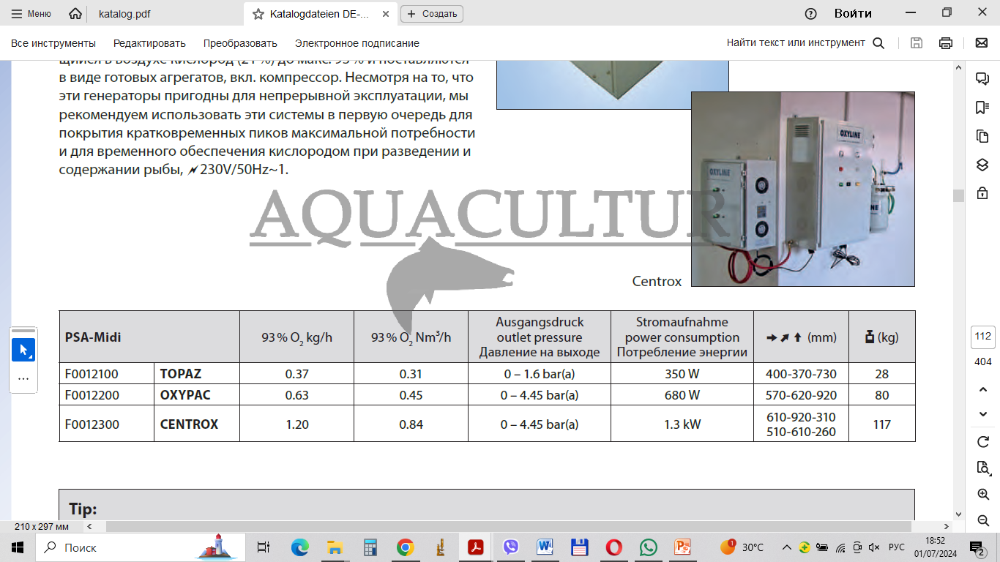 Меню
katalog.pdf
Katalogdateien DE-...
Создать
Войти
Все инструменты
Редактировать
Преобразовать
Электронное подписание
Найти текст или инструмент
щийся в воздухе кислород (21 %) до макс. 93 % и поставляются
в виде готовых агрегатов, вкл. компрессор. Несмотря на то, что
эти генераторы пригодны для непрерывной эксплуатации, мы
рекомендуем использовать эти системы в первую очередь для
покрытия кратковременных пиков максимальной потребности
и для временного обеспечения кислородом при разведении и
содержании рыбы, 230V/50Hz~1.
OXYLINE
OXYLINE
AQUACULTUR
Centrox
PSA-Midi
93 % O₂ kg/h
93 % O₂ Nm³/h
Ausgangsdruck
outlet pressure
Давление на выходе
Stromaufnahme
power consumption
Потребление энергии
(mm)
(kg)
F0012100 TOPAZ 0.37 0.31 0 – 1.6 bar(a) 350 W 400-370-730 28
F0012200 OXYPAC 0.63 0.45 0 – 4.45 bar(a) 680 W 570-620-920 80
F0012300 CENTROX 1.20 0.84 0 – 4.45 bar(a) 1.3 kW 610-920-310 117
510-610-260
Tip:
112
404
210 x 297 мм
Поиск
30°C
РУС
18:52
01/07/2024